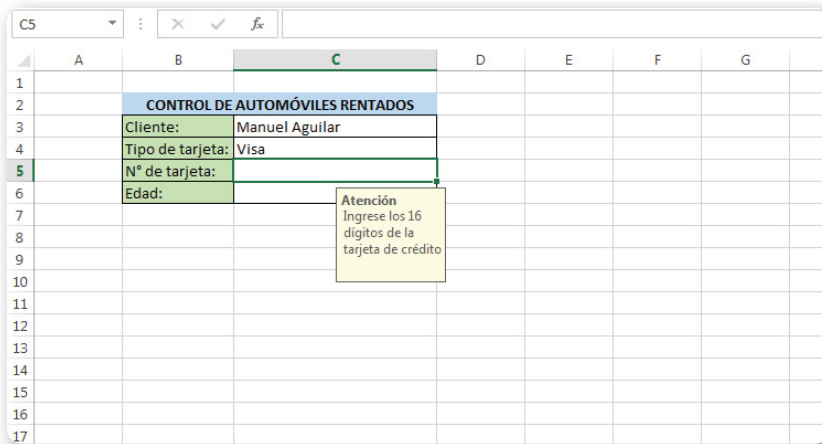 C5
fx
A B C D E F G
1
2 CONTROL DE AUTOMÓVILES RENTADOS
3 Cliente: Manuel Aguilar
4 Tipo de tarjeta: Visa
5 N° de tarjeta:
6 Edad:
Atención
Ingrese los 16
dígitos de la
tarjeta de crédito
7
8
9
10
11
12
13
14
15
16
17